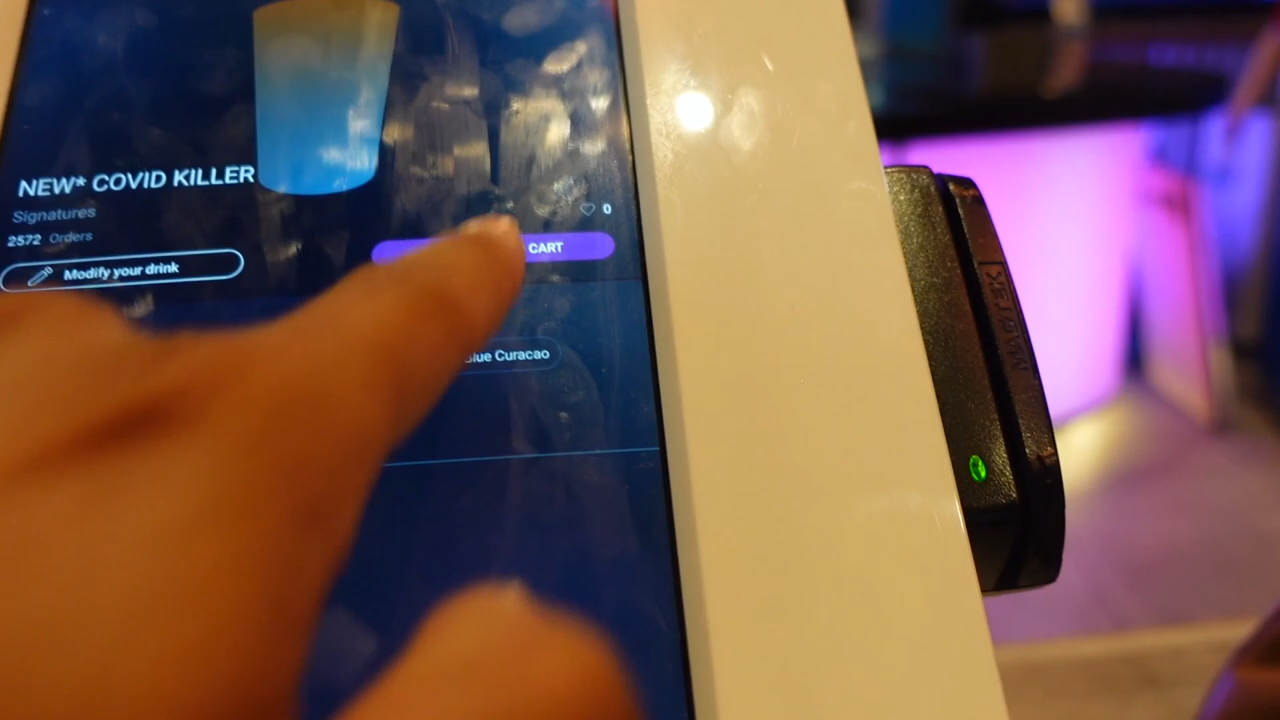 NEW* COVID KILLER
Signatures
2572 Orders
0
CART
Modify your drink
Blue Curacao
MAGTEK